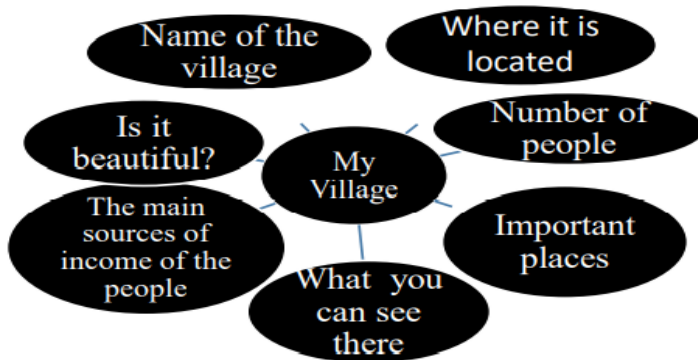 Name of the
village
Where it is
located
Is it
beautiful?
My
Village
Number of
people
The main
sources of
income of the
people
Important
places
What you
can see
there